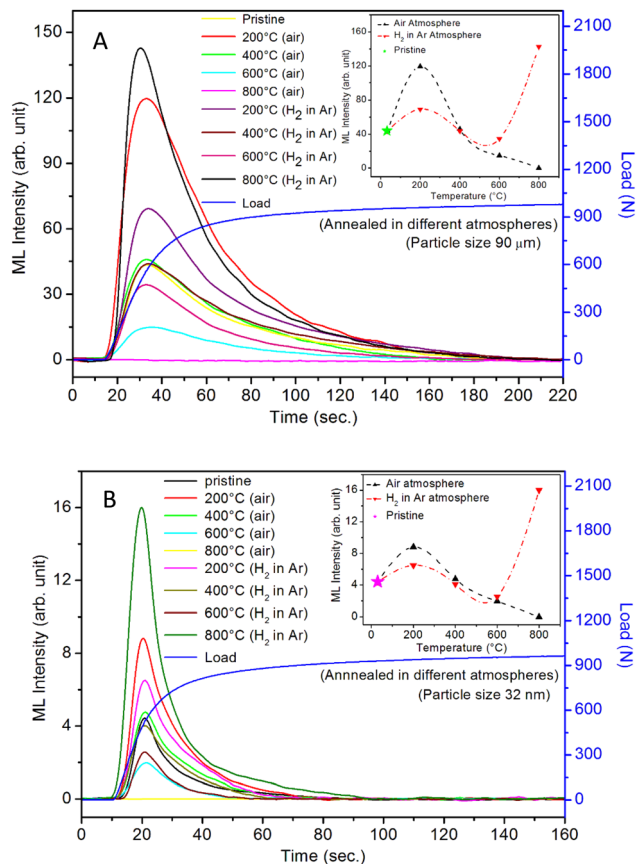 A
ML Intensity (arb. unit)
150
120
90
60
30
0
0 20 40 60 80 100 120 140 160 180 200 220
Time (sec.)
Load (N)
2100
1800
1500
1200
900
600
300
0
Pristine
200°C (air)
400°C (air)
600°C (air)
800°C (air)
200°C (H2 in Ar)
400°C (H2 in Ar)
600°C (H2 in Ar)
800°C (H2 in Ar)
Load
Air Atmosphere
H2 in Ar Atmosphere
Pristine
ML Intensity (arb. unit)
160
120
80
40
0
0 200 400 600 800
Temperature (°C)
(Annealed in different atmospheres)
(Particle size 90 μm)
B
ML Intensity (arb. unit)
16
12
8
4
0
0 20 40 60 80 100 120 140 160
Time (sec.)
Load (N)
2100
1800
1500
1200
900
600
300
0
pristine
200°C (air)
400°C (air)
600°C (air)
800°C (air)
200°C (H2 in Ar)
400°C (H2 in Ar)
600°C (H2 in Ar)
800°C (H2 in Ar)
Load
Air atmosphere
H2 in Ar atmosphere
Pristine
ML Intensity (arb. unit)
16
12
8
4
0
0 200 400 600 800
Temperature (°C)
(Annnealed in different atmospheres)
(Particle size 32 nm)